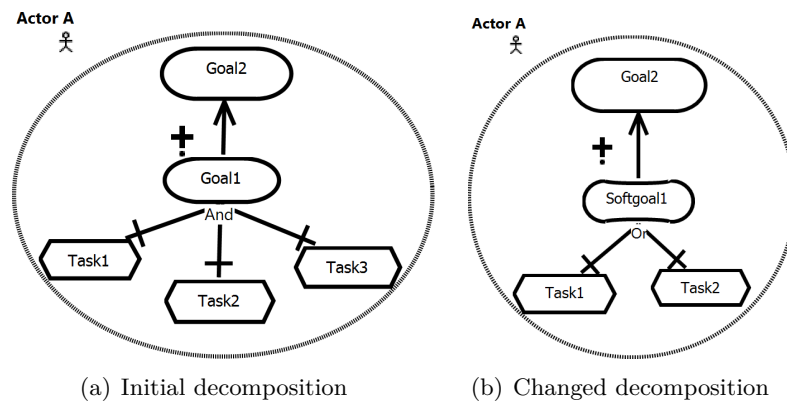 Actor A
Goal2
Goal1
And
Task1
Task2
Task3
(a) Initial decomposition
Actor A
Goal2
Softgoal1
Or
Task1
Task2
(b) Changed decomposition